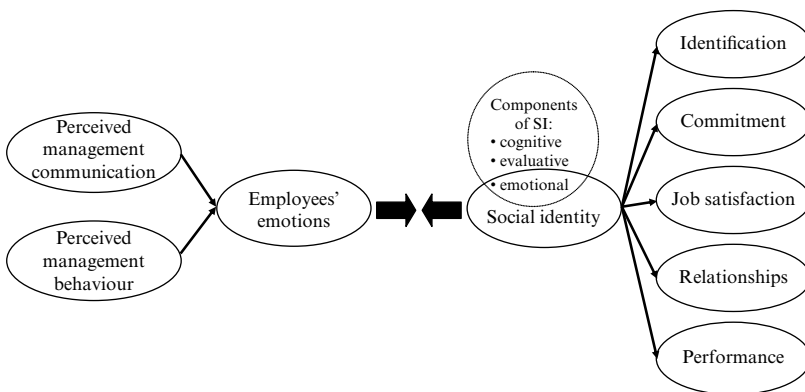 Perceived
management
communication
Perceived
management
behaviour
Employees'
emotions
Components
of SI:
• cognitive
• evaluative
• emotional
Social identity
Identification
Commitment
Job satisfaction
Relationships
Performance